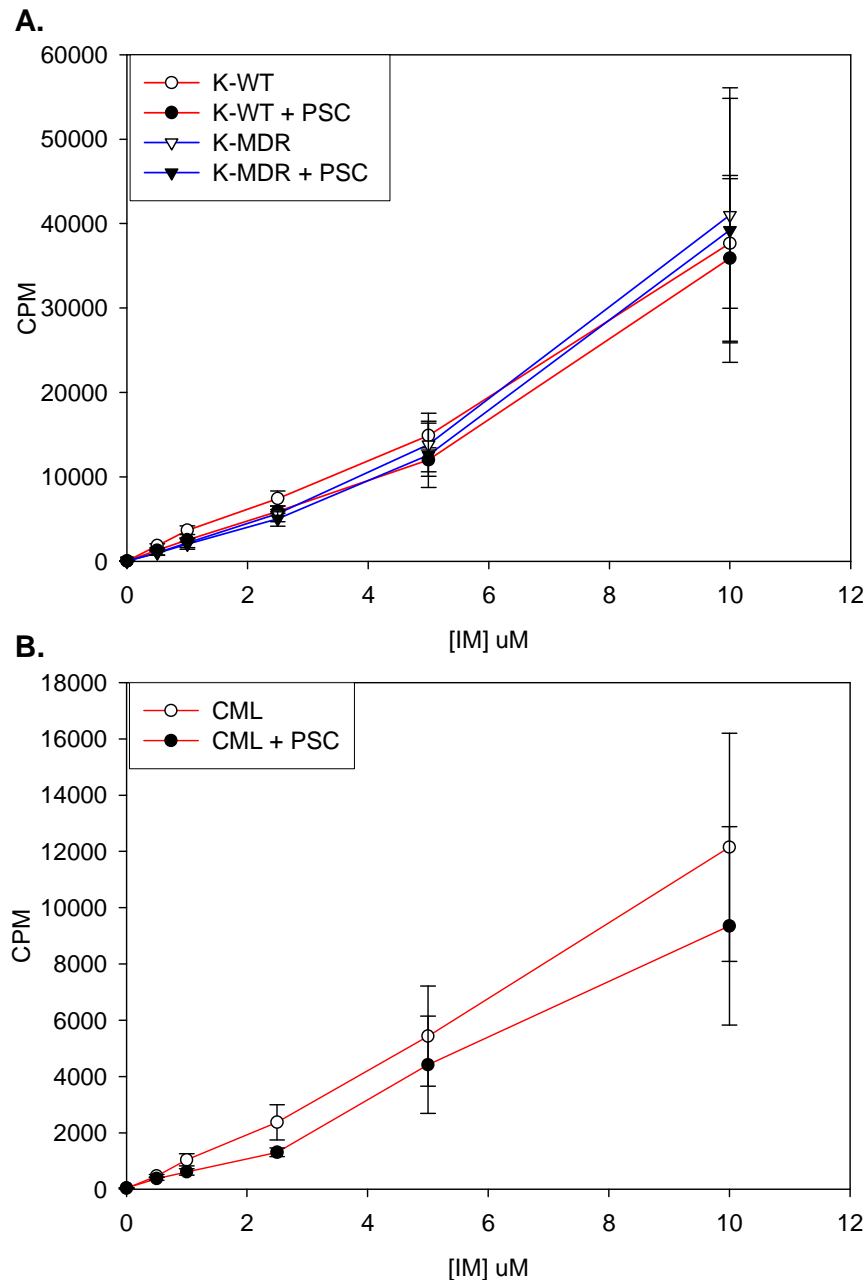 A.
60000
50000
40000
30000
20000
10000
0
CPM
K-WT
K-WT + PSC
K-MDR
K-MDR + PSC
0 2 4 6 8 10 12
[IM] uM
B.
18000
16000
14000
12000
10000
8000
6000
4000
2000
0
CPM
CML
CML + PSC
0 2 4 6 8 10 12
[IM] uM